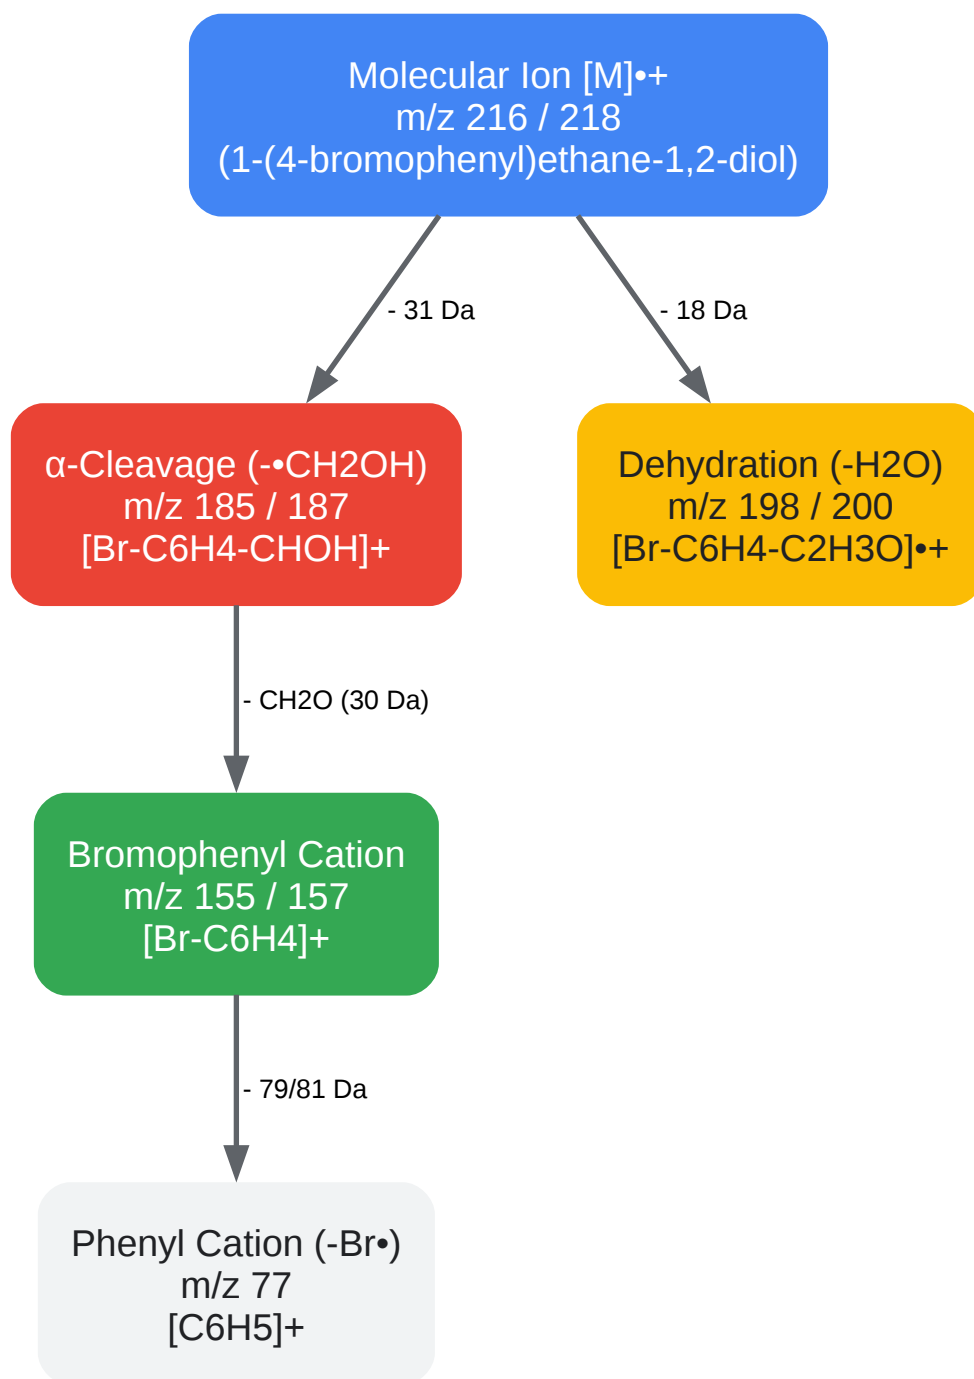 Molecular Ion [M]•+
m/z 216 / 218
(1-(4-bromophenyl)ethane-1,2-diol)
- 31 Da
- 18 Da
α-Cleavage (-•CH2OH)
m/z 185 / 187
[Br-C6H4-CHOH]+
Dehydration (-H2O)
m/z 198 / 200
[Br-C6H4-C2H3O]•+
- CH2O (30 Da)
Bromophenyl Cation
m/z 155 / 157
[Br-C6H4]+
- 79/81 Da
Phenyl Cation (-Br•)
m/z 77
[C6H5]+